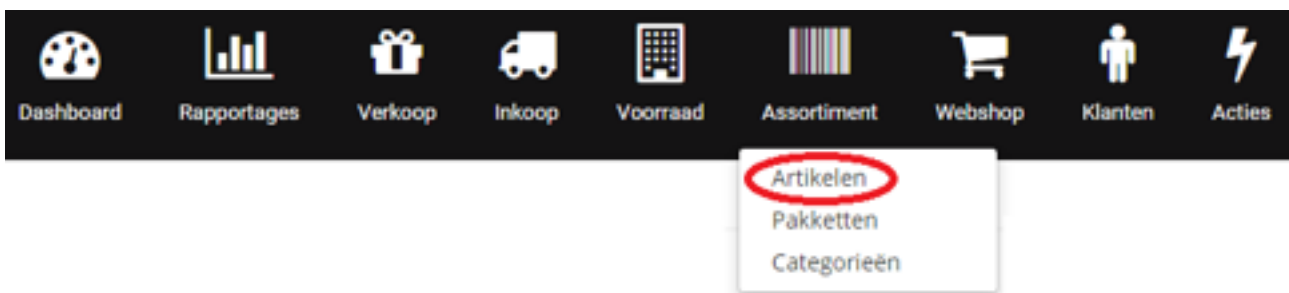 Dashboard Rapportages Verkoop Inkoop Voorraad Assortiment Webshop Klanten Acties
Artikelen
Pakketten
Categorieën